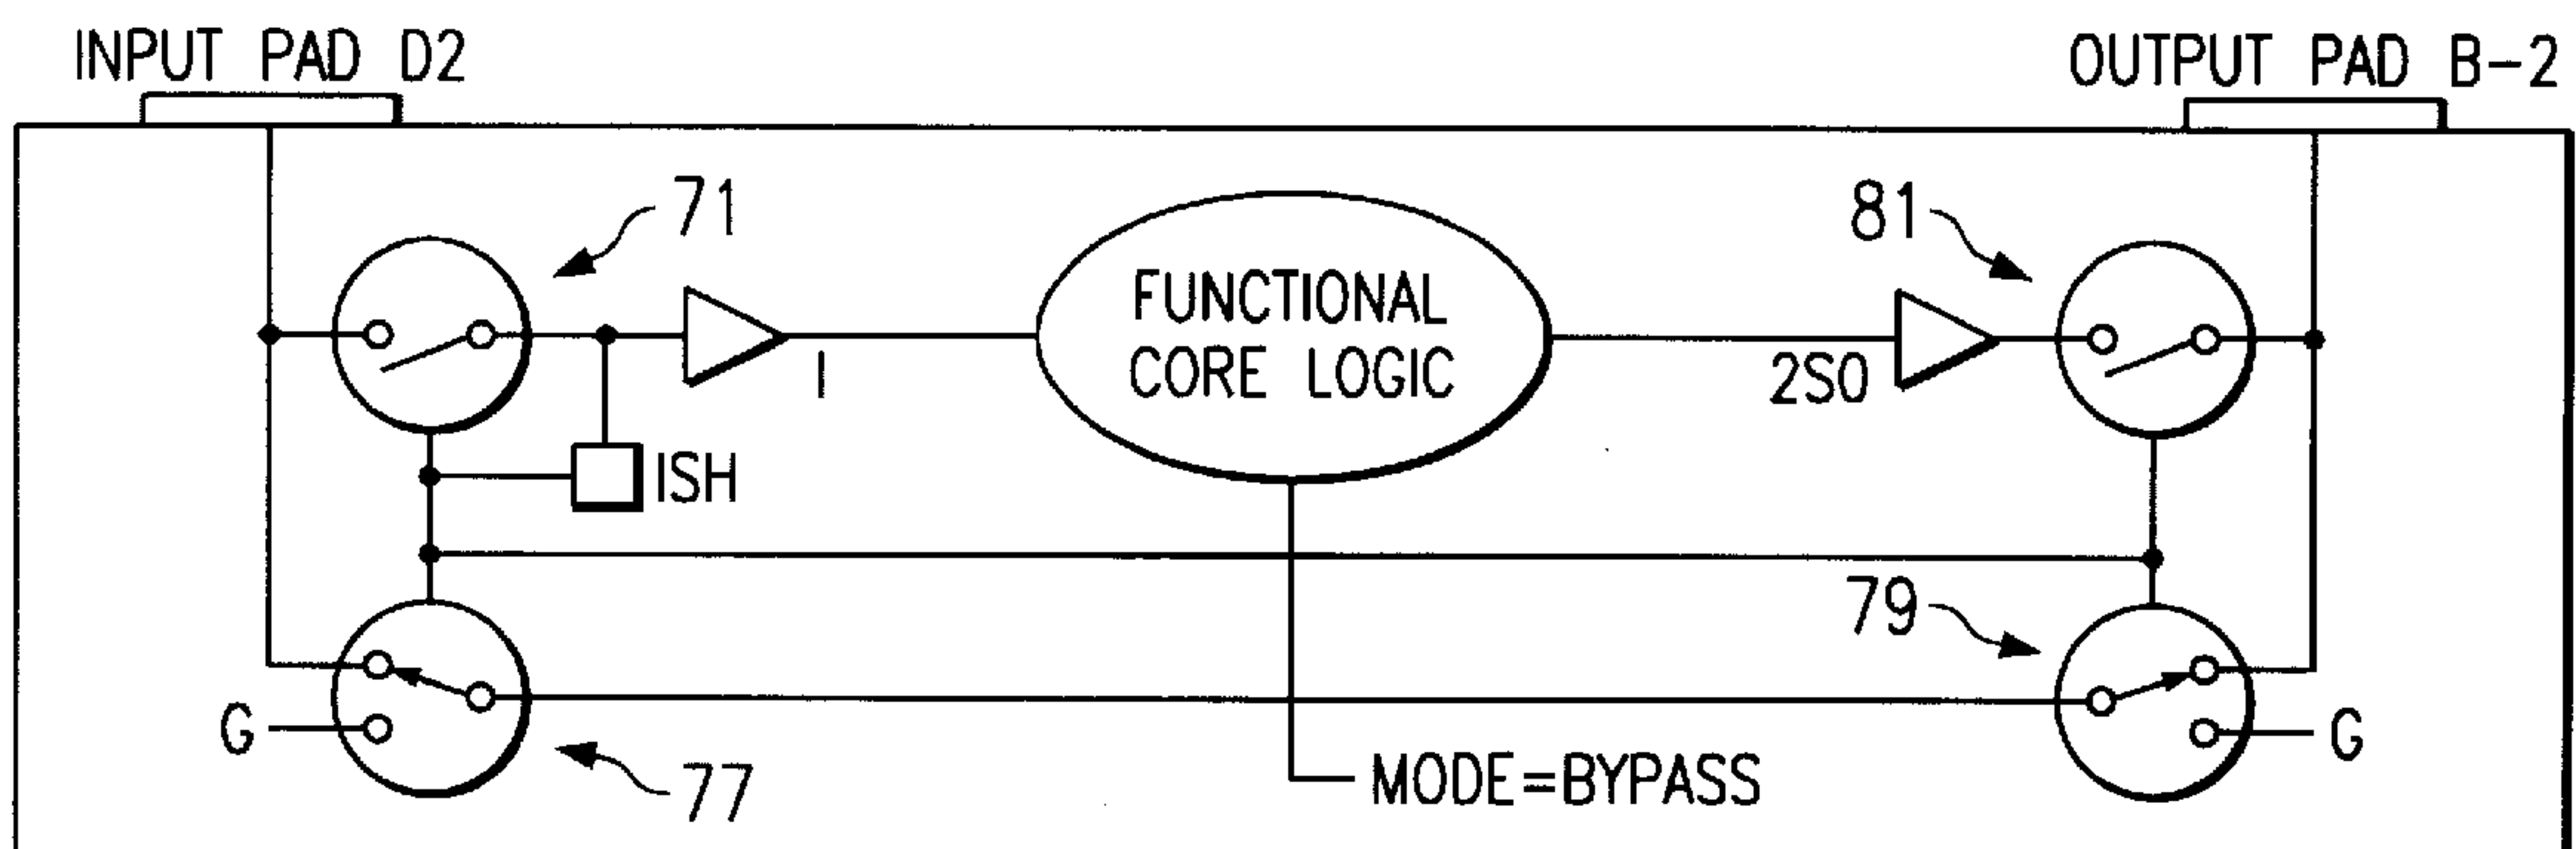 INPUT PAD D2
OUTPUT PAD B-2
71
81
FUNCTIONAL
CORE LOGIC
I
2SO
ISH
79
G
G
77
MODE=BYPASS